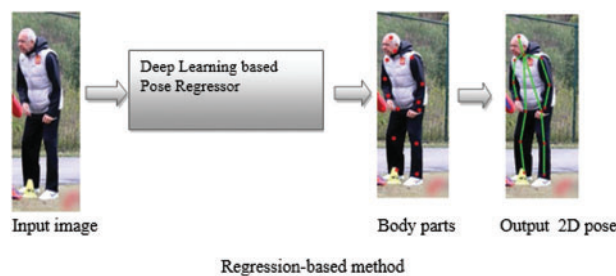 Deep Learning based
Pose Regressor
Input image
Body parts
Output 2D pose
Regression-based method